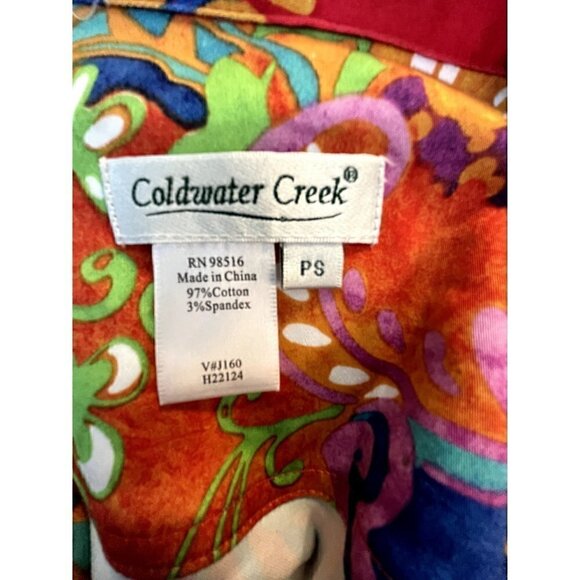 Coldwater Creek®
PS
RN 98516
Made in China
97%Cotton
3%Spandex
V#J160
H22124